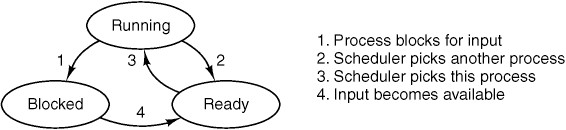 Running
1
3
2
Blocked
4
Ready
1. Process blocks for input
2. Scheduler picks another process
3. Scheduler picks this process
4. Input becomes available